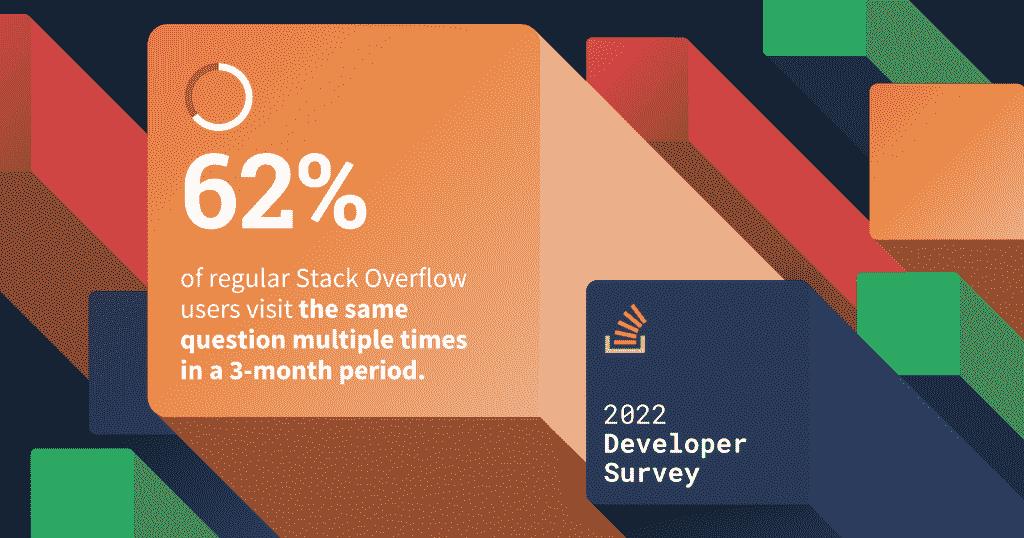 62%
of regular Stack Overflow
users visit the same
question multiple times
in a 3-month period.
2022
Developer
Survey